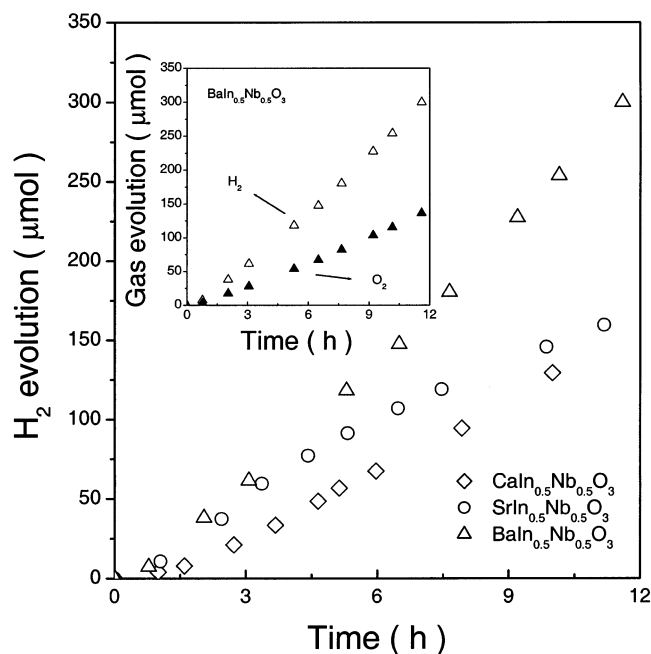 H2 evolution ( μmol )
350
300
250
200
150
100
50
0
0 3 6 9 12
Time ( h )
Gas evolution ( μmol )
350
300
250
200
150
100
50
0
0 3 6 9 12
Time ( h )
BaIn0.5Nb0.5O3
H2
O2
CaIn0.5Nb0.5O3
SrIn0.5Nb0.5O3
BaIn0.5Nb0.5O3